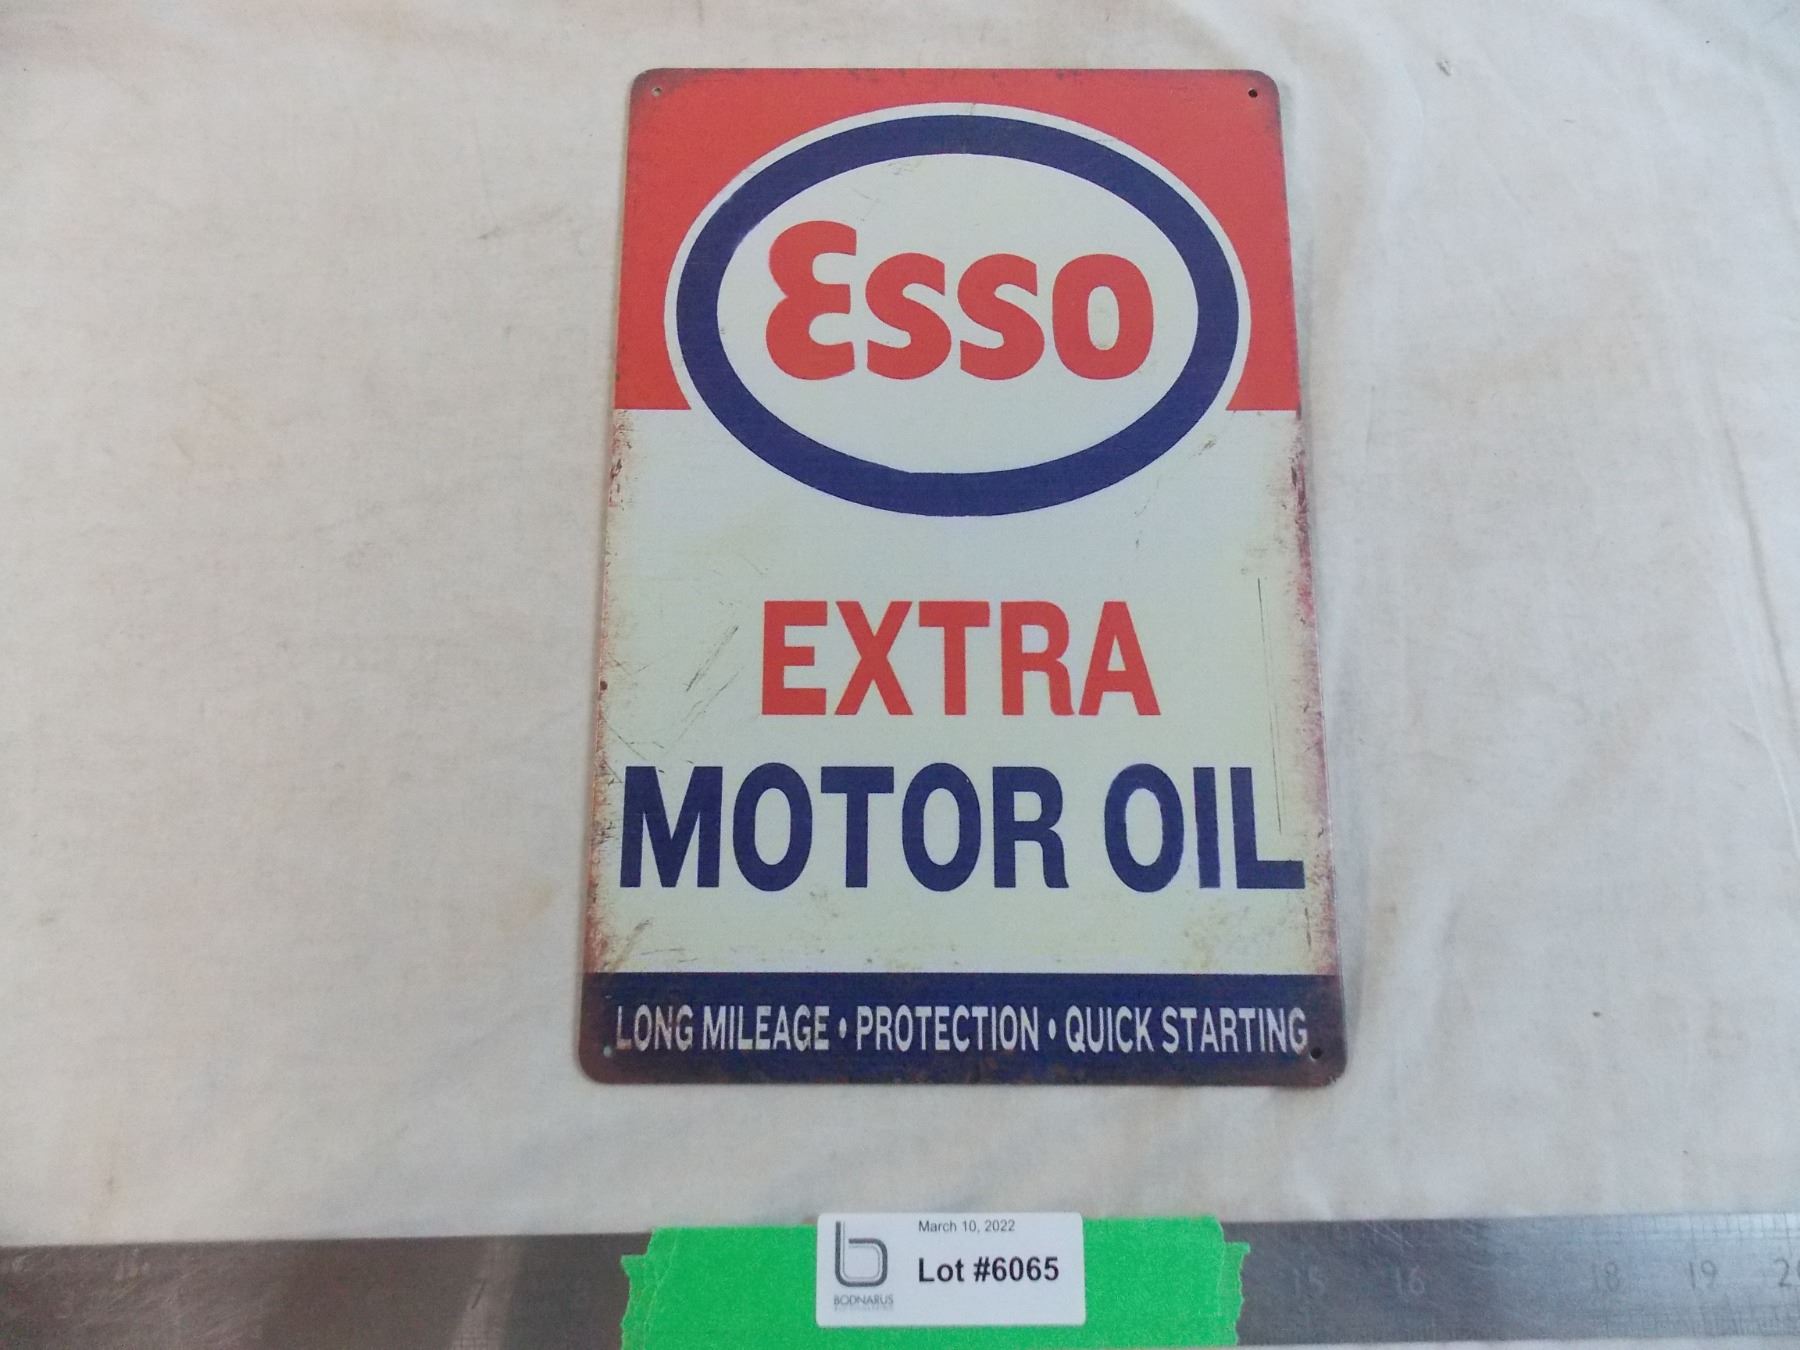 Esso
EXTRA
MOTOR OIL
LONG MILEAGE • PROTECTION • QUICK STARTING
March 10, 2022
Lot #6065
BODNARUS
15 16 18 19